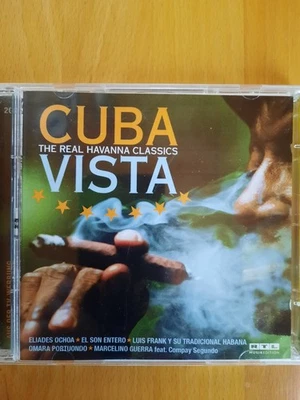 CUBA
THE REAL HAVANNA CLASSICS
VISTA
ELIADES OCHOA ★ EL SON ENTERO ★ LUIS FRANK Y SU TRADICIONAL HABANA
OMARA PORTUONDO ★ MARCELINO GUERRA feat. Compay Segundo
RTL